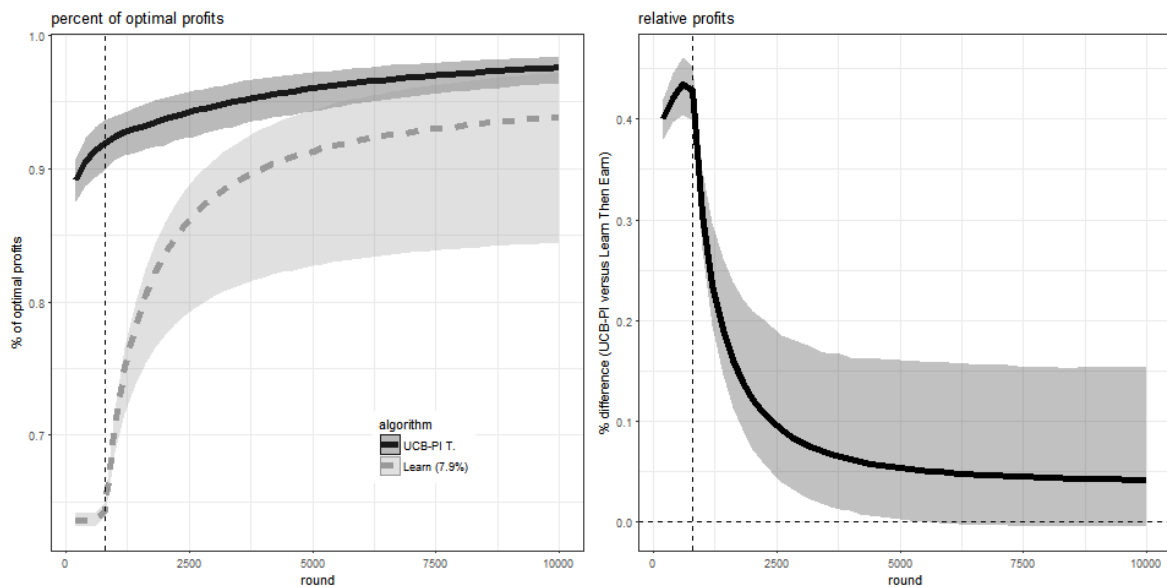 percent of optimal profits
% of optimal profits
1.0
0.9
0.8
0.7
algorithm
UCB-PI T.
Learn (7.9%)
0
2500
5000
7500
10000
round
relative profits
% difference (UCB-PI versus Learn Then Earn)
0.4
0.3
0.2
0.1
0.0
0
2500
5000
7500
10000
round